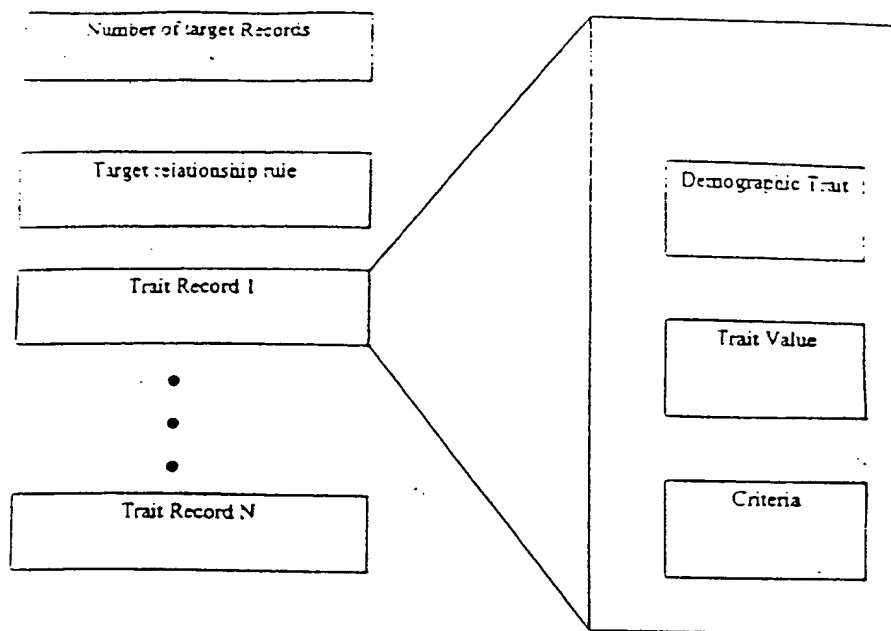 Number of target Records
Target relationship rule
Trait Record 1
Trait Record N
Demographic Trait
Trait Value
Criteria